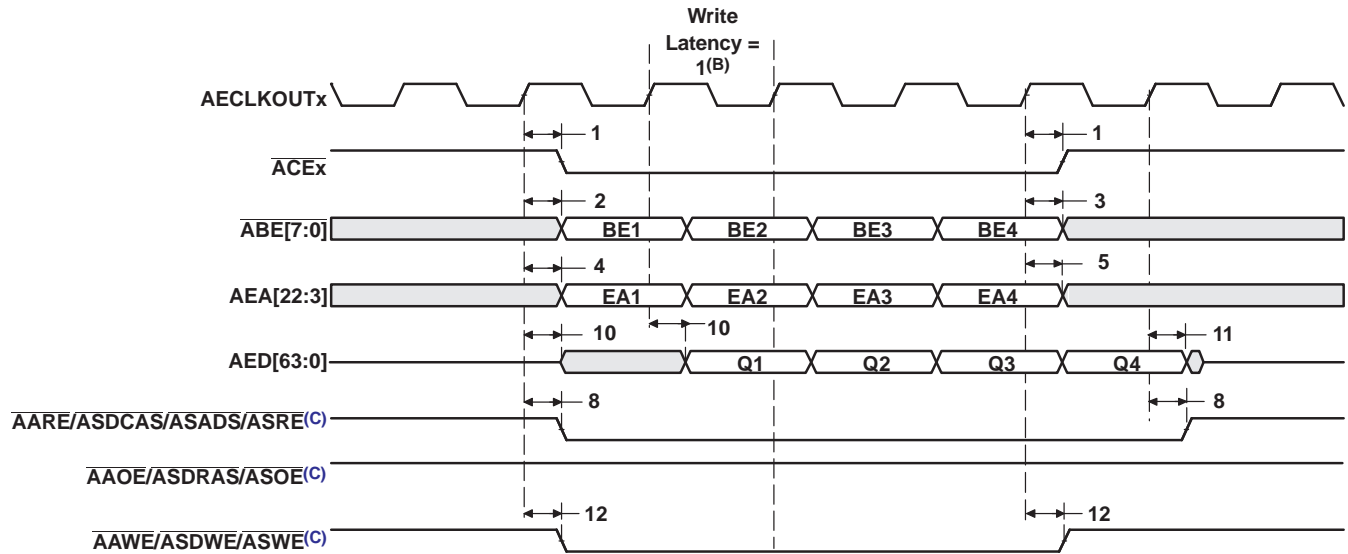 Write
Latency =
1(B)
AECLKOUTx
1 1
ACEx
2 3
ABE[7:0] BE1 BE2 BE3 BE4
4 5
AEA[22:3] EA1 EA2 EA3 EA4
10 10 11
AED[63:0] Q1 Q2 Q3 Q4
8 8
AARE/ASDCAS/ASADS/ASRE(C)
AAOE/ASDRAS/ASOE(C)
12 12
AAWE/ASDWE/ASWE(C)